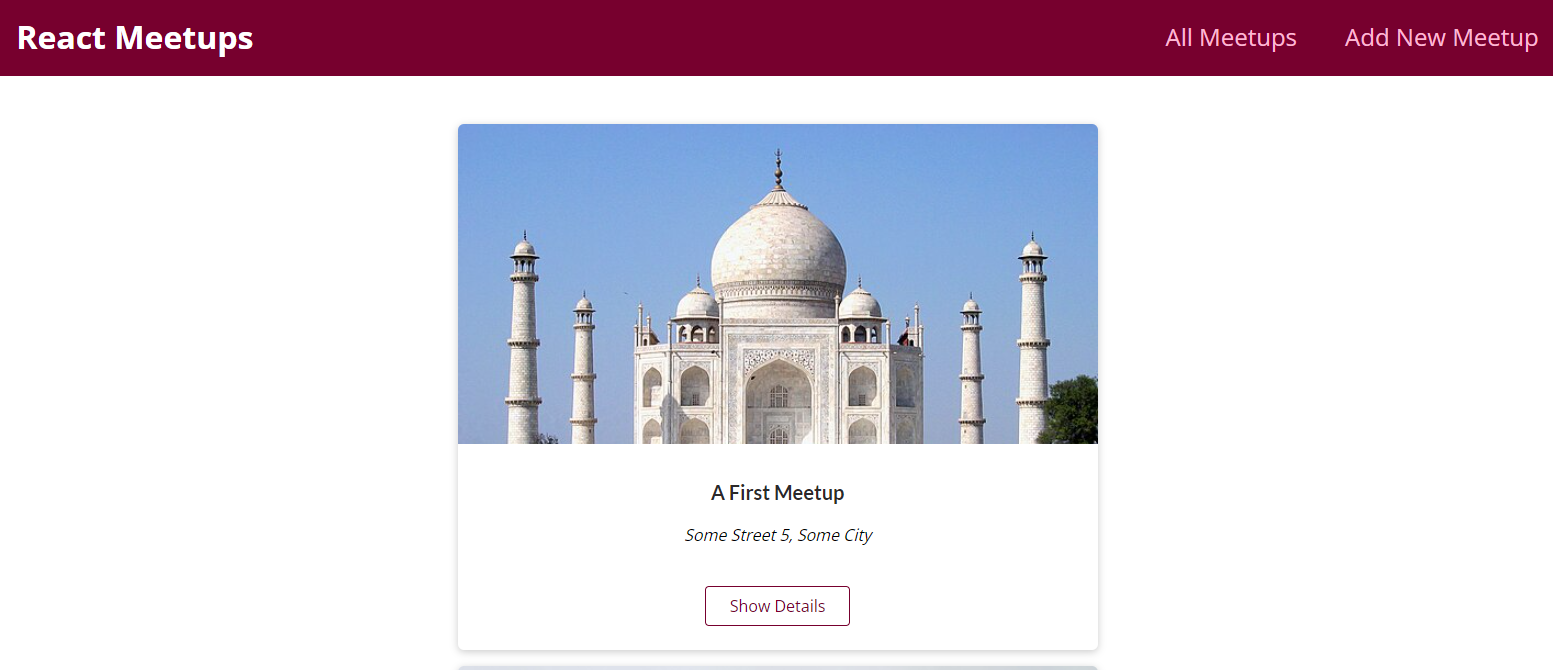 React Meetups
All Meetups
Add New Meetup
A First Meetup
Some Street 5, Some City
Show Details